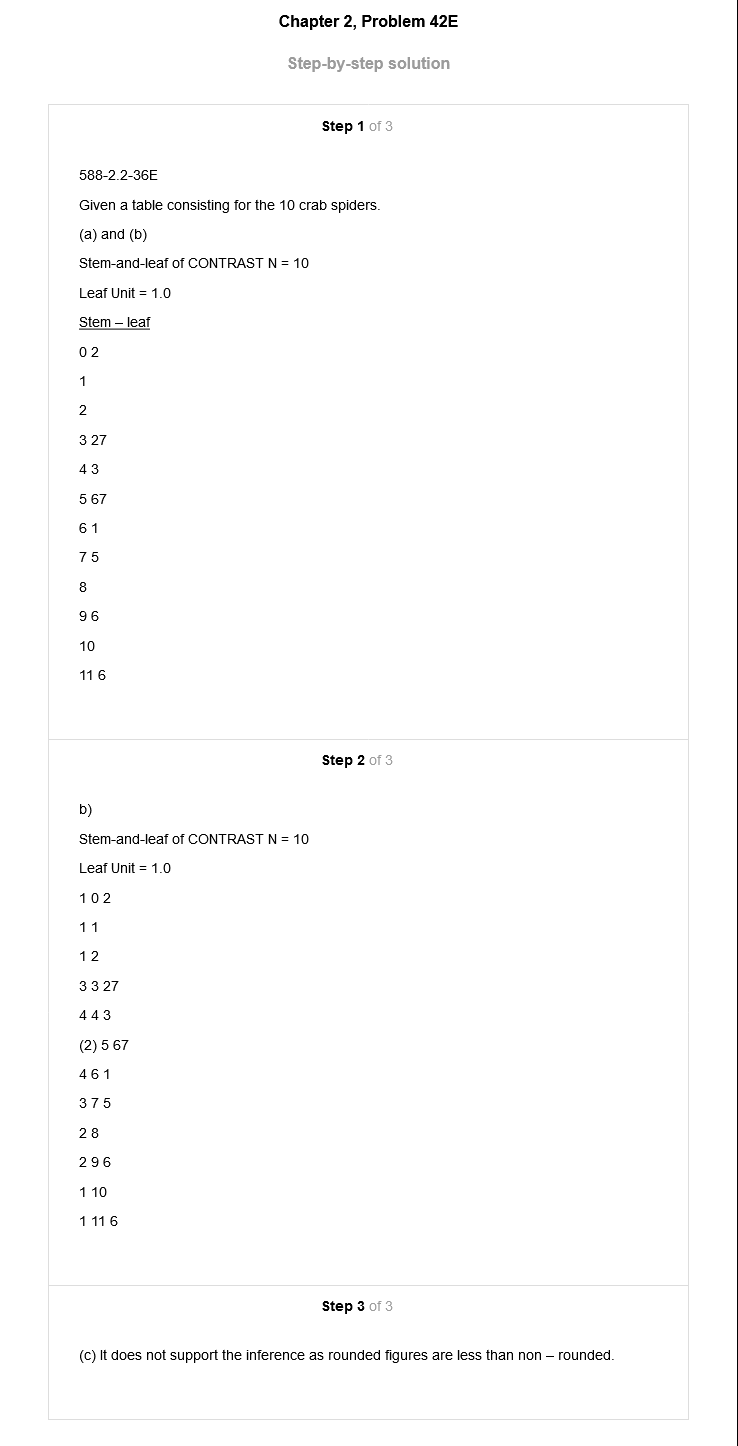 Chapter 2, Problem 42E
Step-by-step solution
Step 1 of 3
588-2.2-36E
Given a table consisting for the 10 crab spiders.
(a) and (b)
Stem-and-leaf of CONTRAST N = 10
Leaf Unit = 1.0
Stem – leaf
0 2
1
2
3 27
4 3
5 67
6 1
7 5
8
9 6
10
11 6
Step 2 of 3
b)
Stem-and-leaf of CONTRAST N = 10
Leaf Unit = 1.0
1 0 2
1 1
1 2
3 3 27
4 4 3
(2) 5 67
4 6 1
3 7 5
2 8
2 9 6
1 10
1 11 6
Step 3 of 3
(c) It does not support the inference as rounded figures are less than non – rounded.